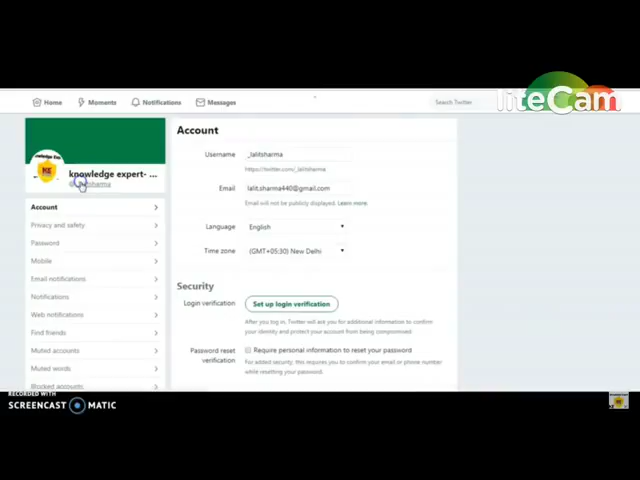 liteCam
Home Moments Notifications Messages Search Twitter
knowledge expert- ...
Account
Privacy and safety
Password
Mobile
Email notifications
Notifications
Web notifications
Find friends
Muted accounts
Muted words
Blocked accounts
Account
Username _lalitsharma
https://twitter.com/_lalitsharma
Email lalit.sharma440@gmail.com
Email will not be publicly displayed. Learn more.
Language English
Time zone (GMT+05:30) New Delhi
Security
Login verification Set up login verification
After you log in, Twitter will ask you for additional information to confirm
your identity and protect your account from being compromised.
Password reset verification Require personal information to reset your password
For added security, this requires you to confirm your email or phone number
while resetting your password.
RECORDED WITH
SCREENCAST MATIC